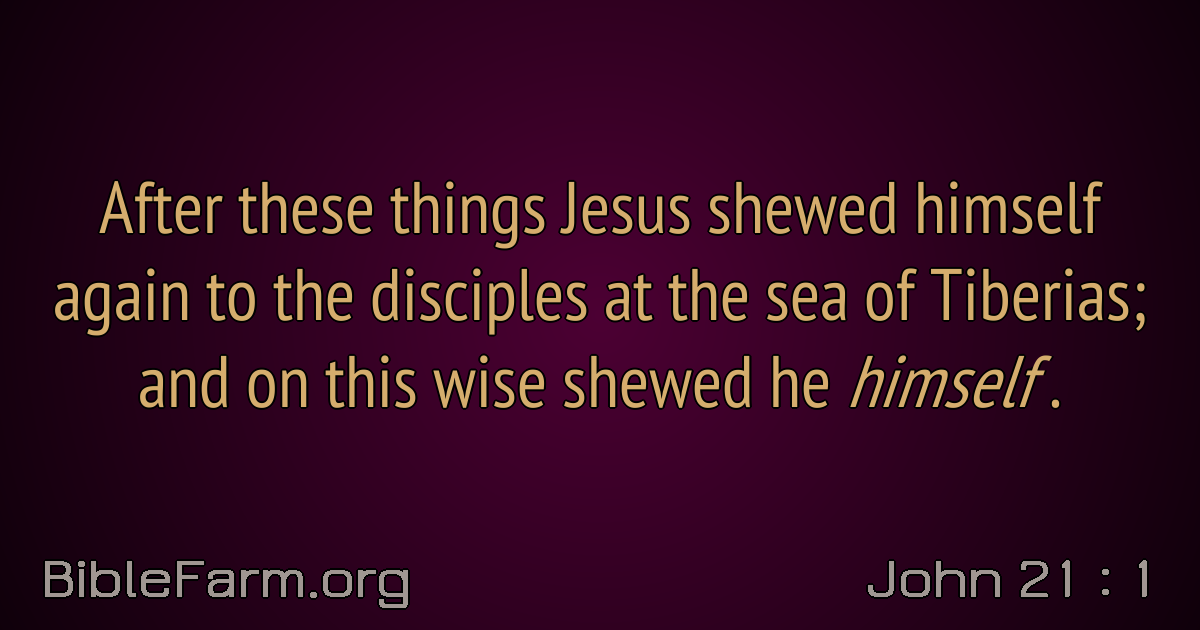 After these things Jesus shewed himself
again to the disciples at the sea of Tiberias;
and on this wise shewed he himself .
BibleFarm.org
John 21 : 1